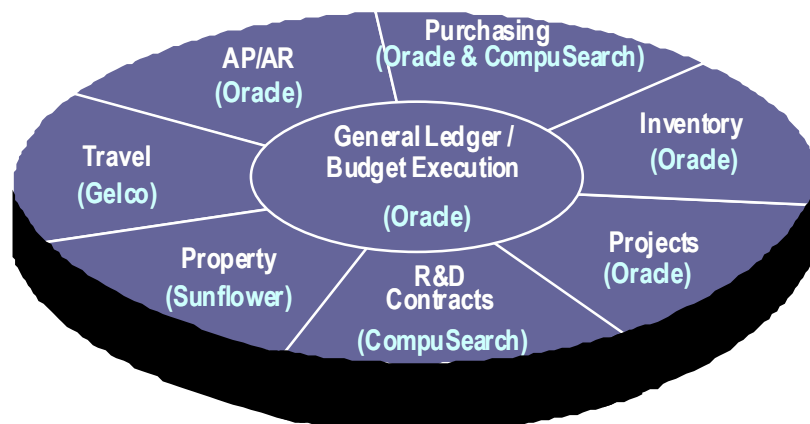 Purchasing
(Oracle & CompuSearch)
AP/AR
(Oracle)
Inventory
(Oracle)
General Ledger /
Budget Execution
(Oracle)
Travel
(Gelco)
Projects
(Oracle)
Property
(Sunflower)
R&D
Contracts
(CompuSearch)